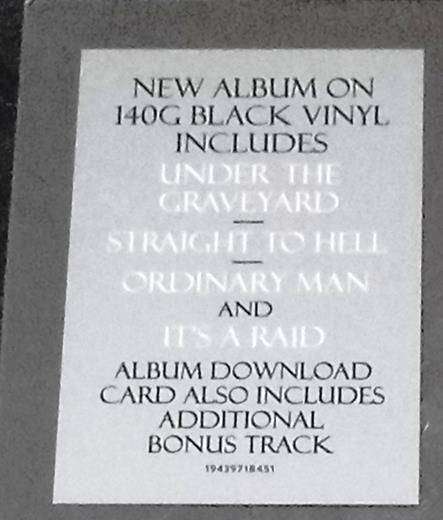 NEW ALBUM ON
140G BLACK VINYL
INCLUDES
UNDER THE
GRAVEYARD
STRAIGHT TO HELL
ORDINARY MAN
AND
IT'S A RAID
ALBUM DOWNLOAD
CARD ALSO INCLUDES
ADDITIONAL
BONUS TRACK
19439718451